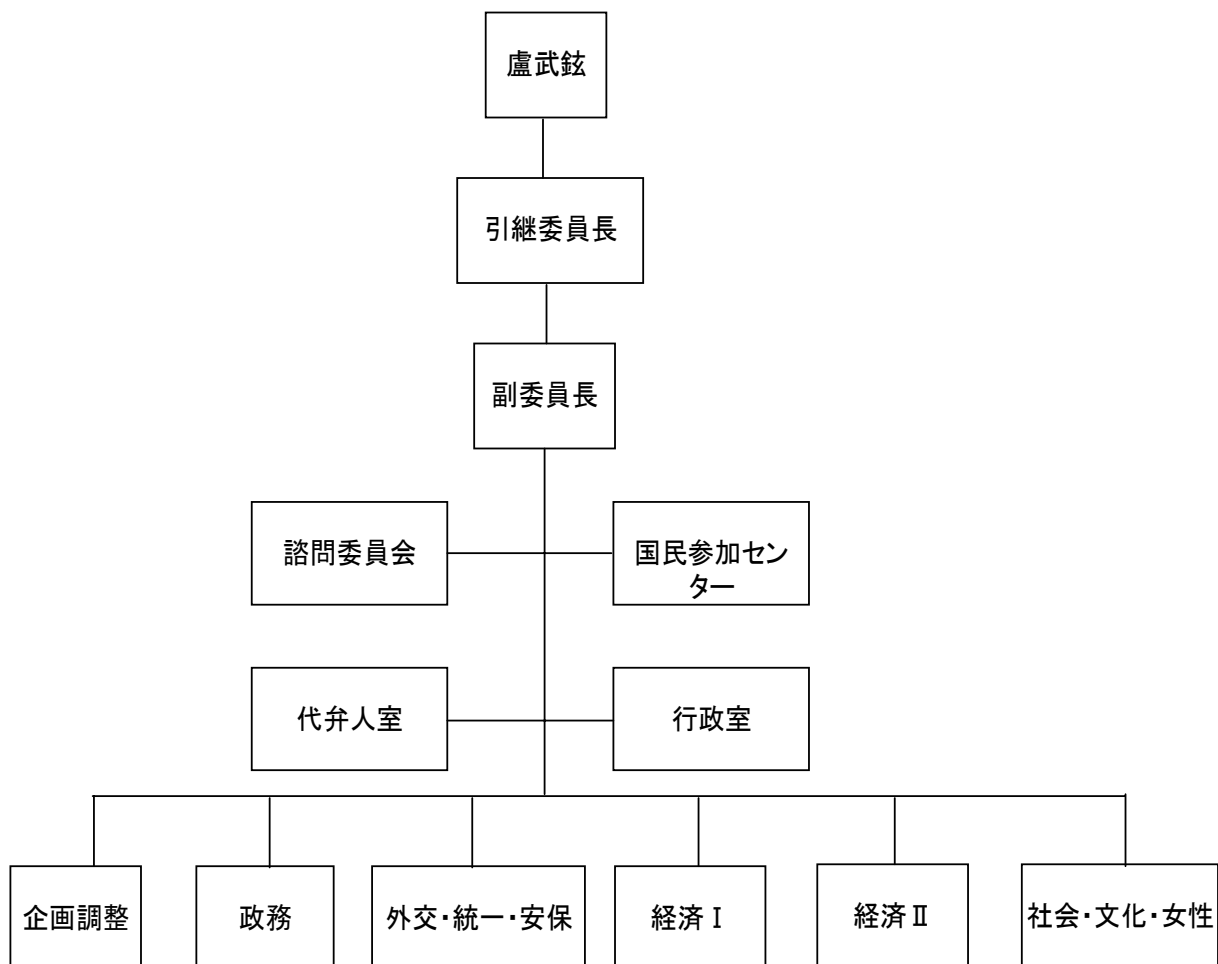 盧武鉉
引継委員長
副委員長
諮問委員会
国民参加セン
ター
代弁人室
行政室
企画調整
政務
外交・統一・安保
経済Ⅰ
経済Ⅱ
社会・文化・女性